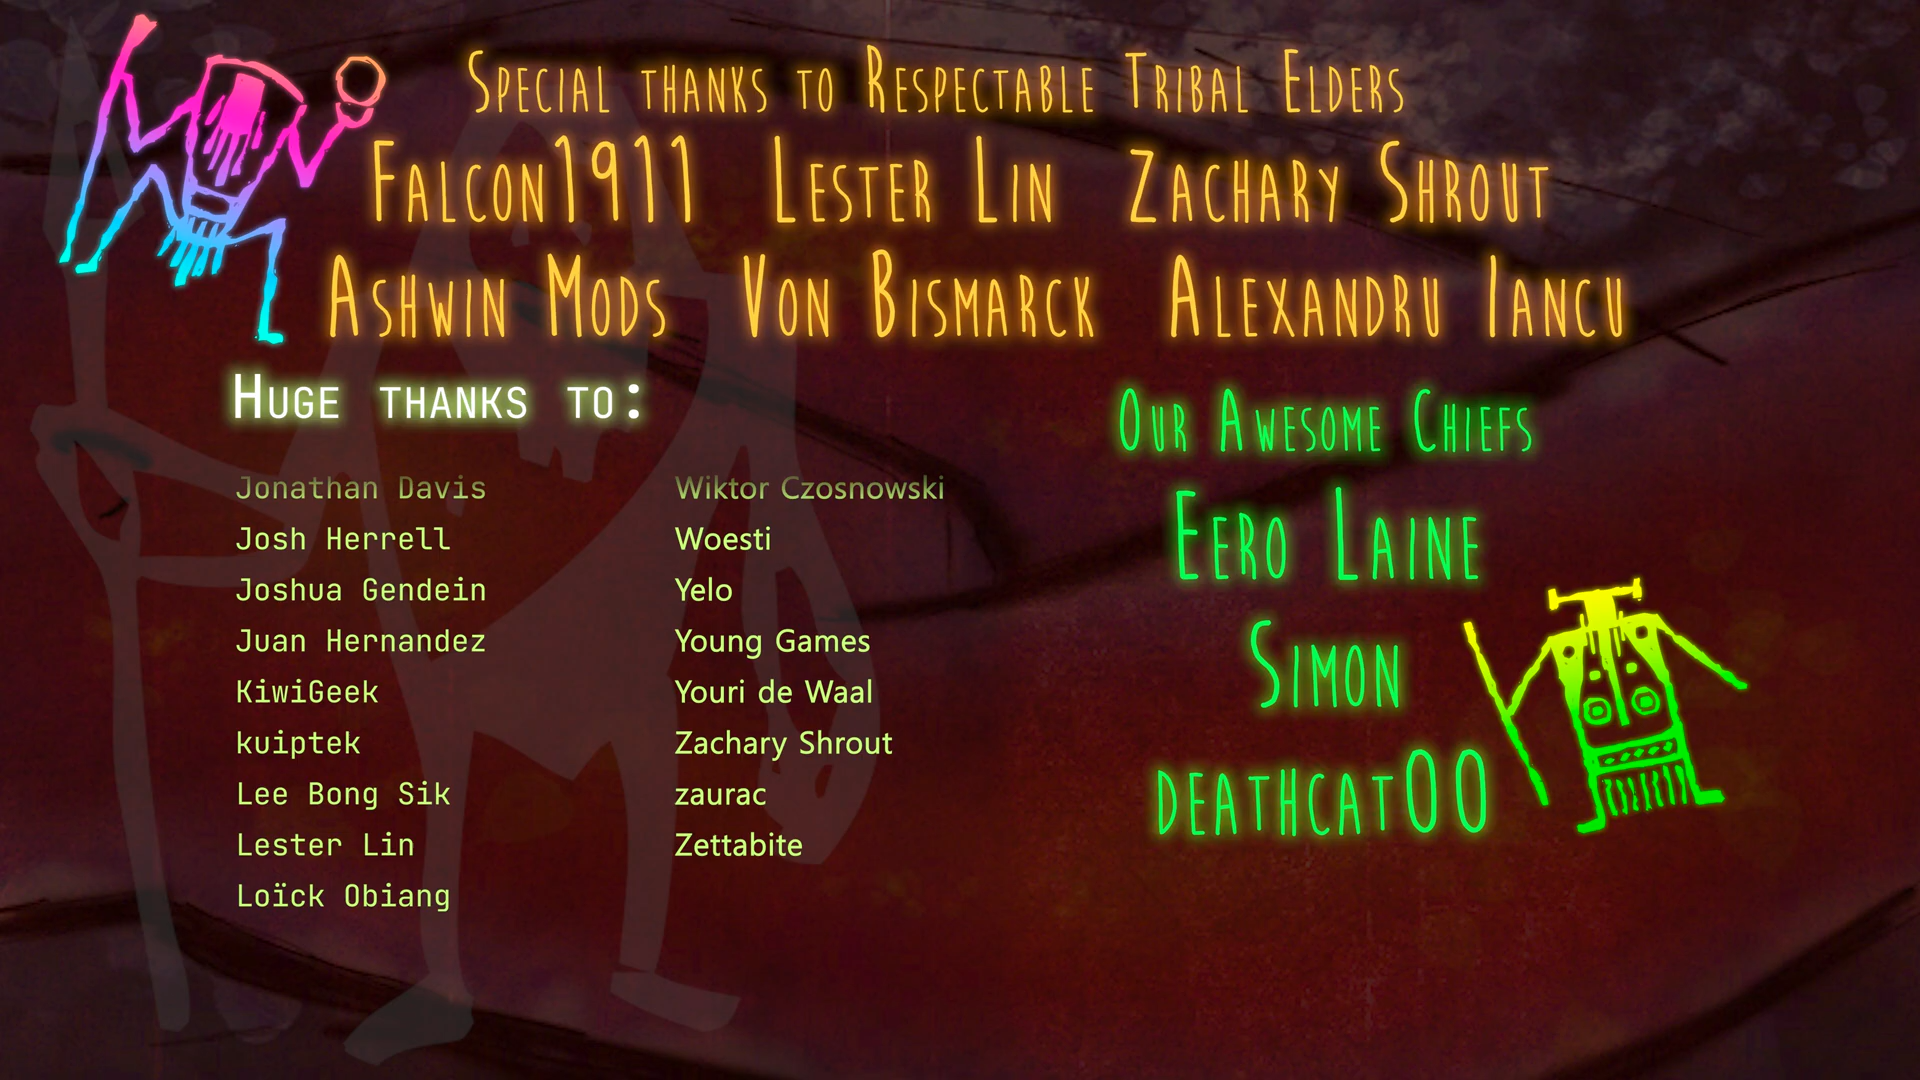 Special thanks to Respectable Tribal Elders
Falcon1911 Lester Lin Zachary Shrout
Ashwin Mods Von Bismarck Alexandru Iancu
Huge thanks to:
Jonathan Davis
Josh Herrell
Joshua Gendein
Juan Hernandez
KiwiGeek
kuiptek
Lee Bong Sik
Lester Lin
Loïck Obiang
Wiktor Czosnowski
Woesti
Yelo
Young Games
Youri de Waal
Zachary Shrout
zaurac
Zettabite
Our Awesome Chiefs
Eero Laine
Simon
deathcat00